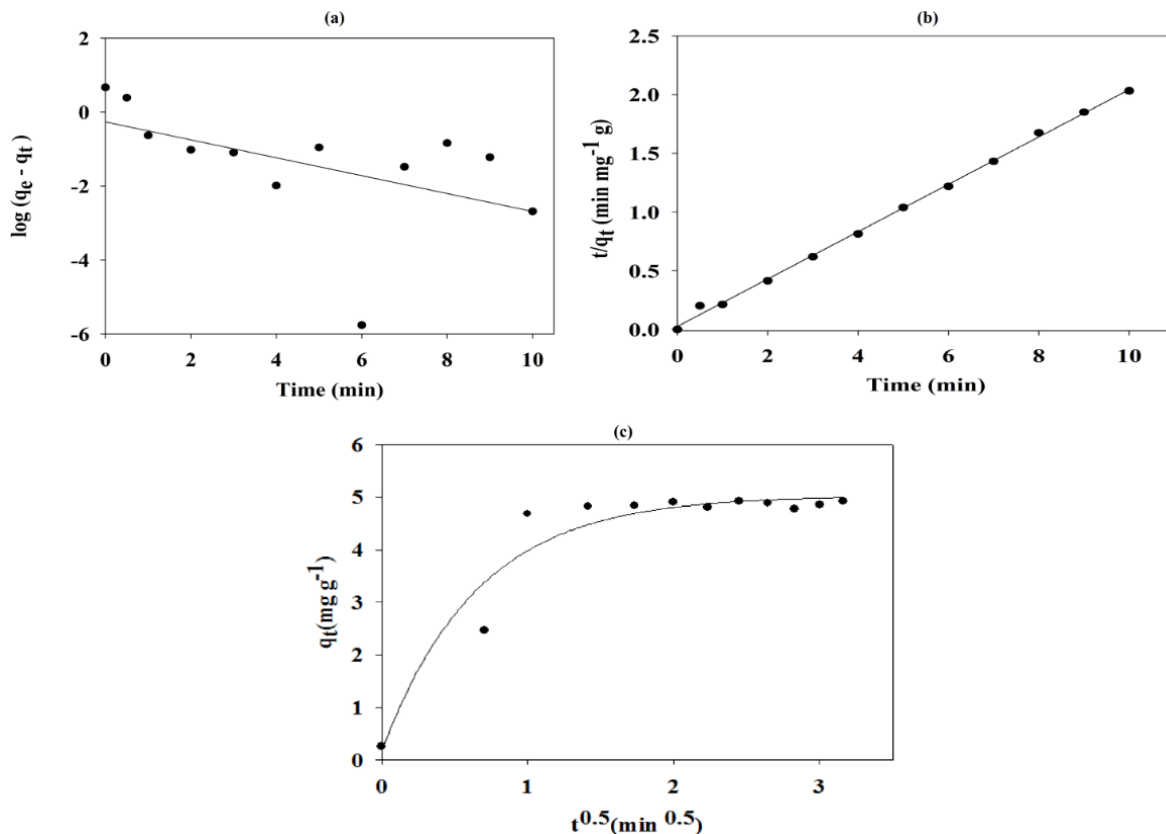 (a)
2
0
-2
-4
-6
log (qe - qt)
0 2 4 6 8 10
Time (min)
(b)
2.5
2.0
1.5
1.0
0.5
0.0
t/qt (min mg-1 g)
0 2 4 6 8 10
Time (min)
(c)
6
5
4
3
2
1
0
qt(mg g-1)
0 1 2 3
t0.5(min 0.5)